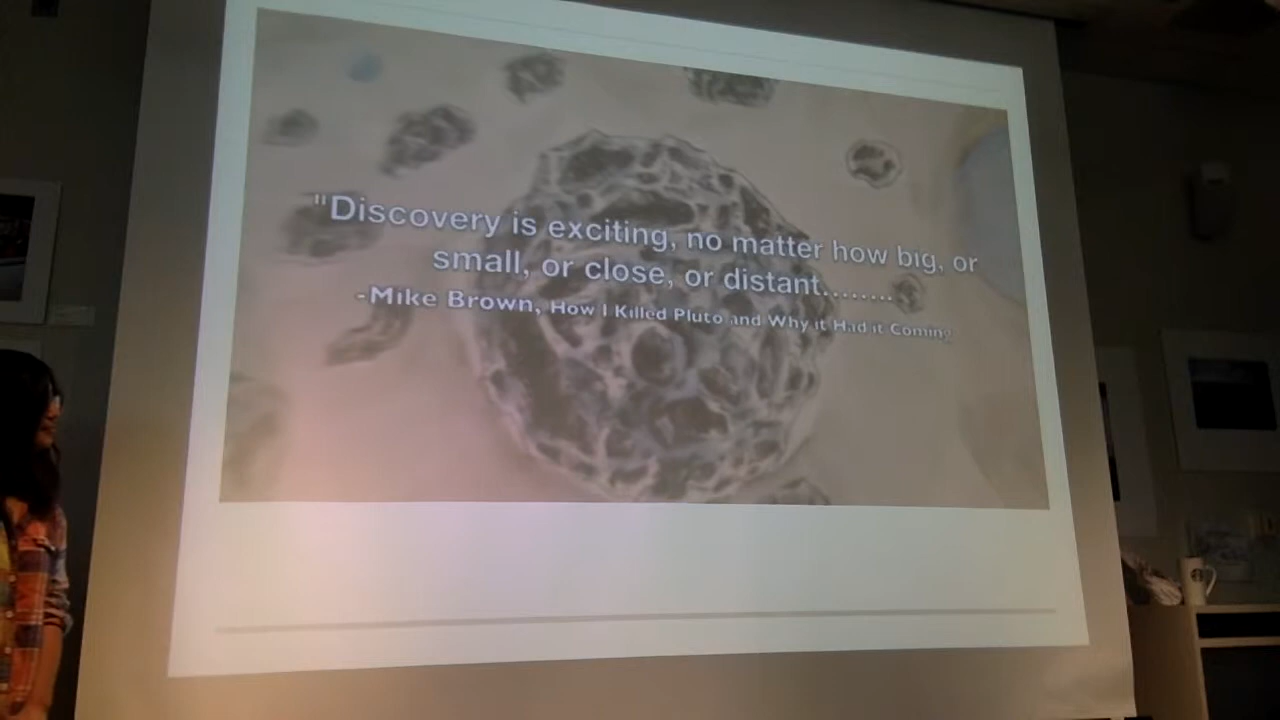 "Discovery is exciting, no matter how big, or
small, or close, or distant........
-Mike Brown, How I Killed Pluto and Why it Had it Coming